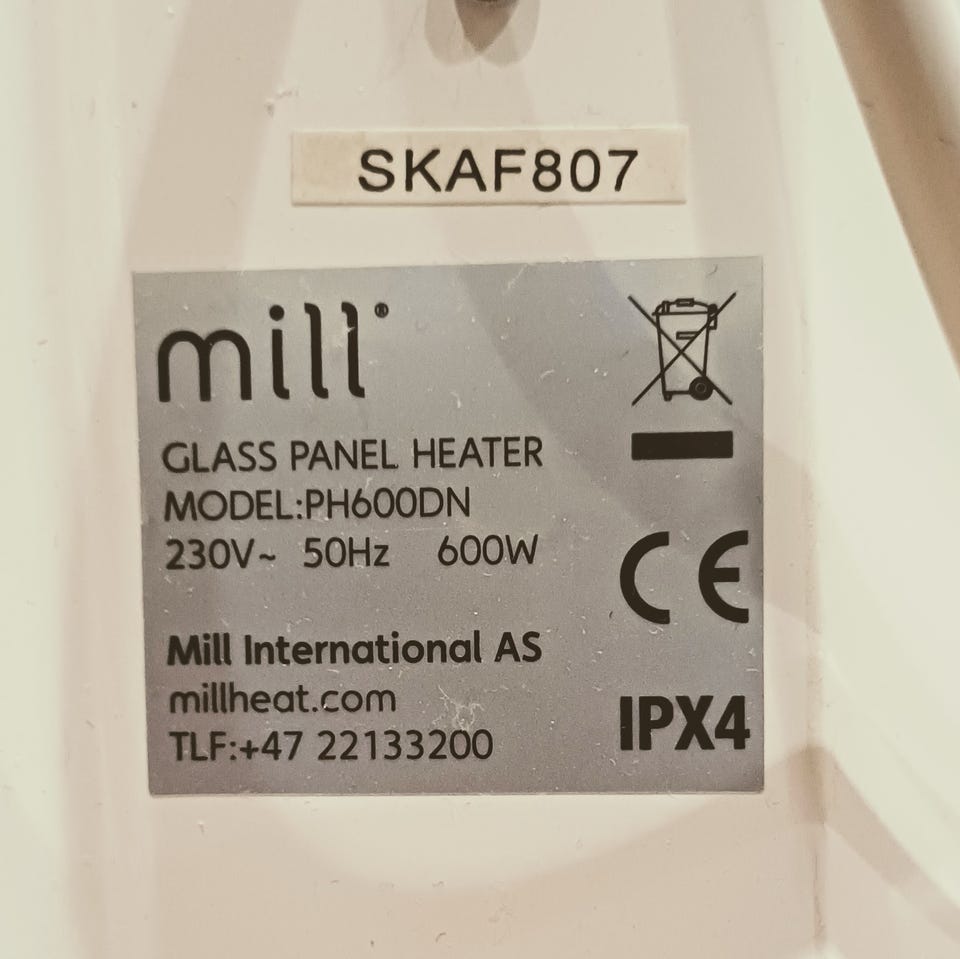 SKAF807
mill®
GLASS PANEL HEATER
MODEL:PH600DN
230V~ 50Hz 600W
CE
Mill International AS
millheat.com
TLF:+47 22133200
IPX4